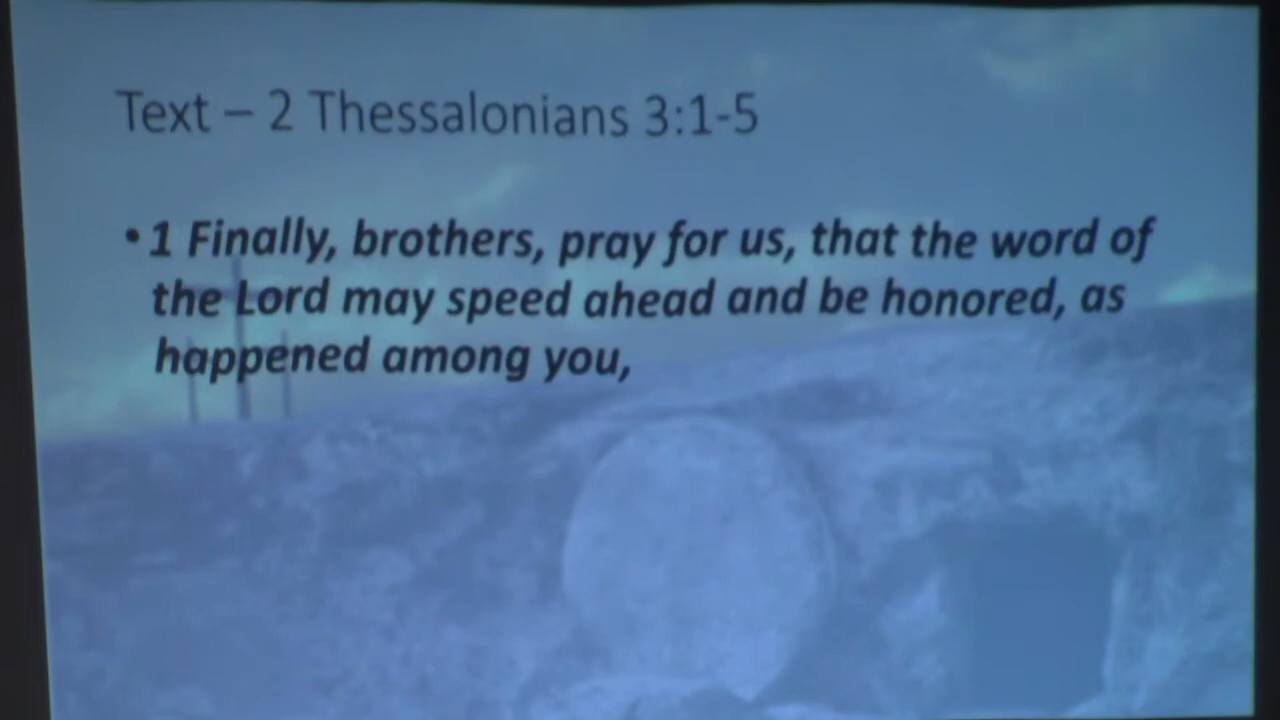 Text – 2 Thessalonians 3:1-5
• 1 Finally, brothers, pray for us, that the word of
the Lord may speed ahead and be honored, as
happened among you,